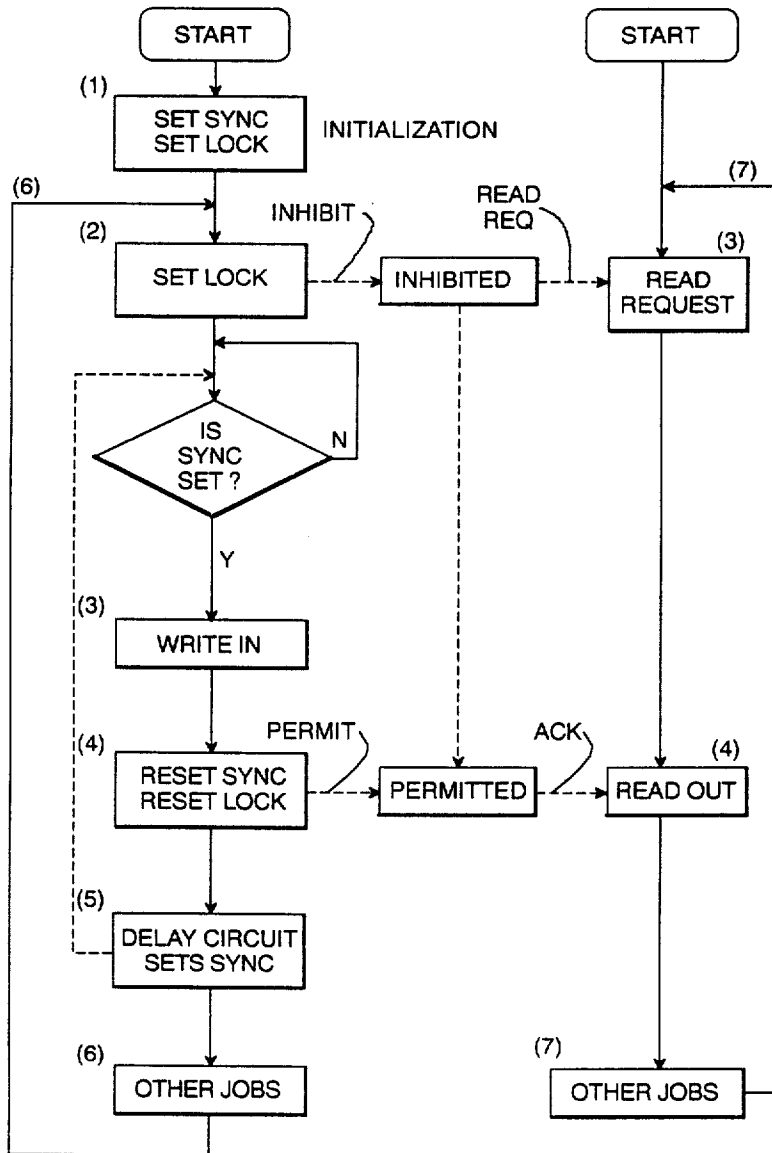 START
START
(1)
SET SYNC
SET LOCK
INITIALIZATION
(6)
(7)
INHIBIT
READ
REQ
(2)
(3)
SET LOCK
INHIBITED
READ
REQUEST
IS
SYNC
SET ?
N
Y
(3)
WRITE IN
PERMIT
ACK
(4)
(4)
RESET SYNC
RESET LOCK
PERMITTED
READ OUT
(5)
DELAY CIRCUIT
SETS SYNC
(6)
(7)
OTHER JOBS
OTHER JOBS